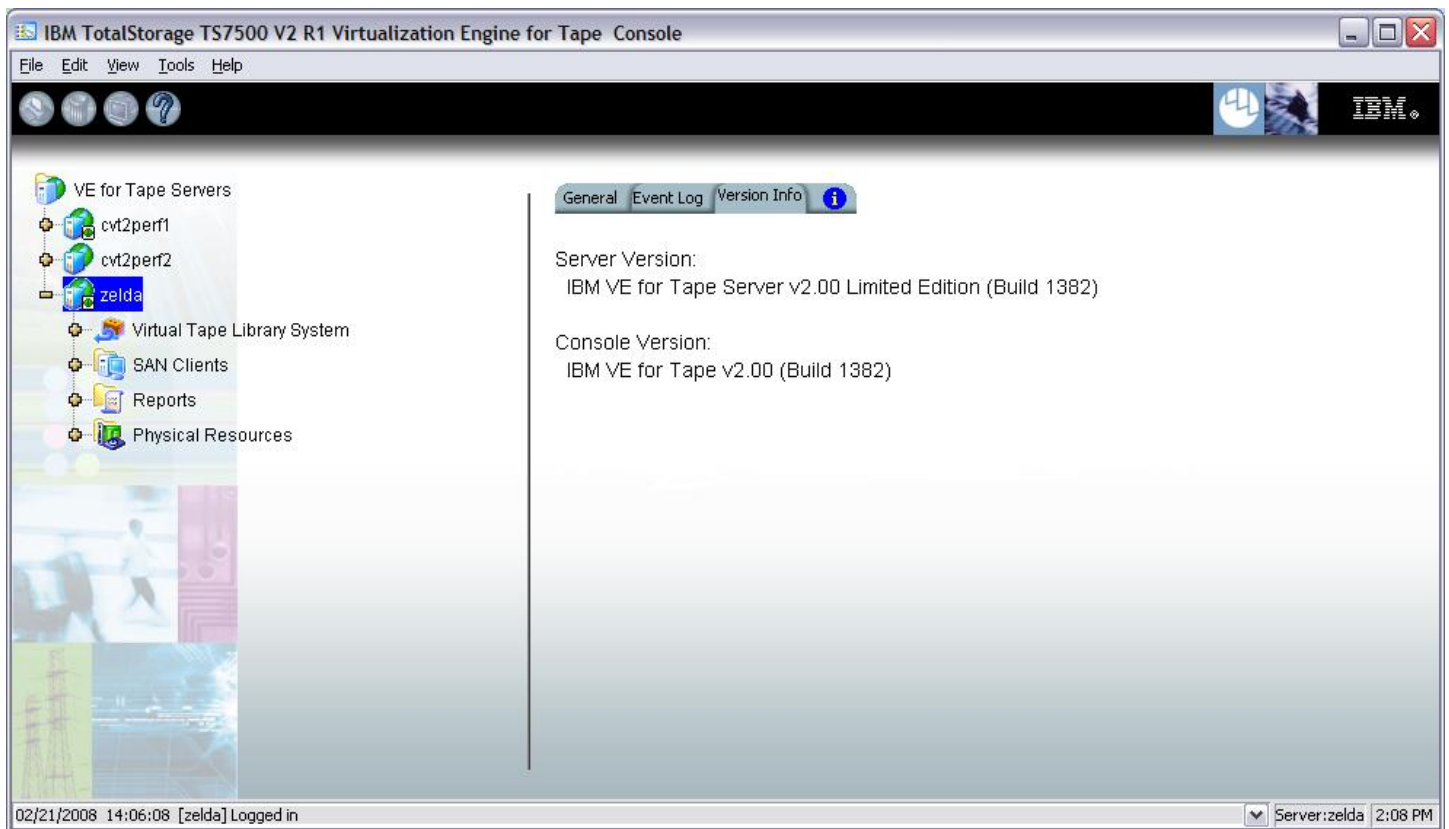 IBM TotalStorage TS7500 V2 R1 Virtualization Engine for Tape Console
File Edit View Tools Help
IBM
VE for Tape Servers
cvt2perf1
cvt2perf2
zelda
Virtual Tape Library System
SAN Clients
Reports
Physical Resources
General Event Log Version Info
Server Version:
IBM VE for Tape Server v2.00 Limited Edition (Build 1382)
Console Version:
IBM VE for Tape v2.00 (Build 1382)
02/21/2008 14:06:08 [zelda] Logged in
Server:zelda 2:08 PM